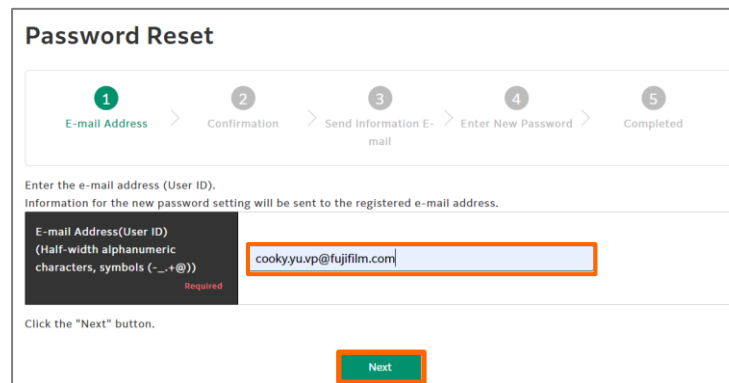 Password Reset
1 2 3 4 5
E-mail Address Confirmation Send Information E- Enter New Password Completed
mail
Enter the e-mail address (User ID).
Information for the new password setting will be sent to the registered e-mail address.
E-mail Address(User ID)
(Half-width alphanumeric
characters, symbols (-_.+@))
Required
cooky.yu.vp@fujifilm.com
Click the "Next" button.
Next